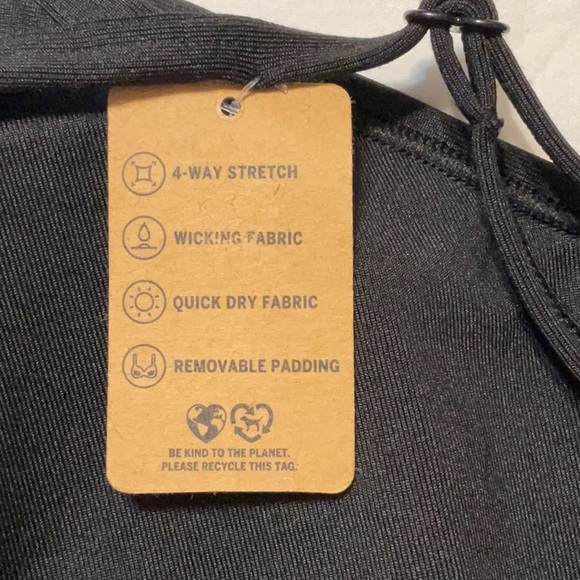 4-WAY STRETCH
WICKING FABRIC
QUICK DRY FABRIC
REMOVABLE PADDING
BE KIND TO THE PLANET.
PLEASE RECYCLE THIS TAG.